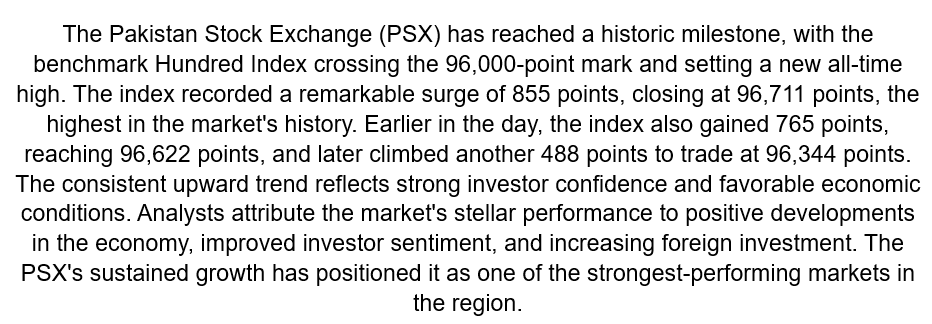 The Pakistan Stock Exchange (PSX) has reached a historic milestone, with the
benchmark Hundred Index crossing the 96,000-point mark and setting a new all-time
high. The index recorded a remarkable surge of 855 points, closing at 96,711 points, the
highest in the market's history. Earlier in the day, the index also gained 765 points,
reaching 96,622 points, and later climbed another 488 points to trade at 96,344 points.
The consistent upward trend reflects strong investor confidence and favorable economic
conditions. Analysts attribute the market's stellar performance to positive developments
in the economy, improved investor sentiment, and increasing foreign investment. The
PSX's sustained growth has positioned it as one of the strongest-performing markets in
the region.